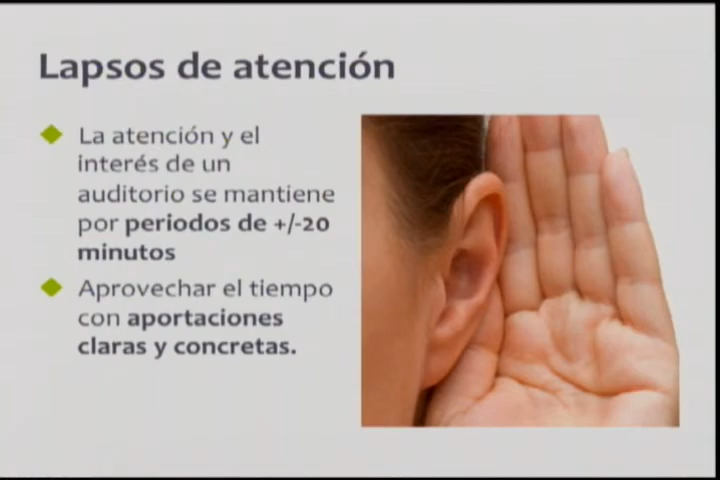 Lapsos de atención
La atención y el
interés de un
auditorio se mantiene
por periodos de +/-20
minutos
Aprovechar el tiempo
con aportaciones
claras y concretas.